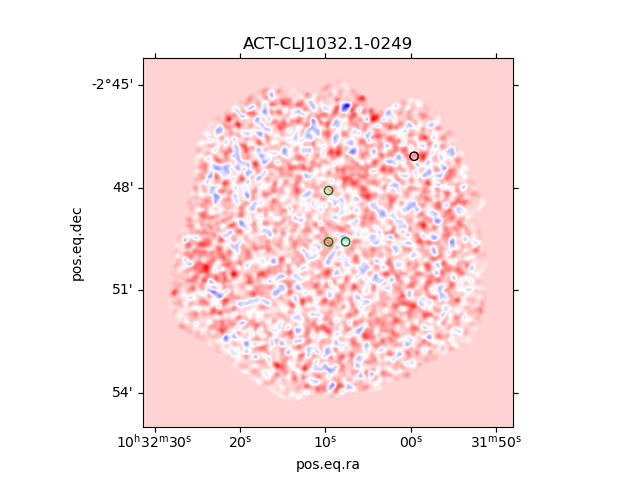 ACT-CLJ1032.1-0249
-2°45'
48'
51'
54'
pos.eq.dec
10ʰ32ᵐ30ˢ 20ˢ 10ˢ 00ˢ 31ᵐ50ˢ
pos.eq.ra